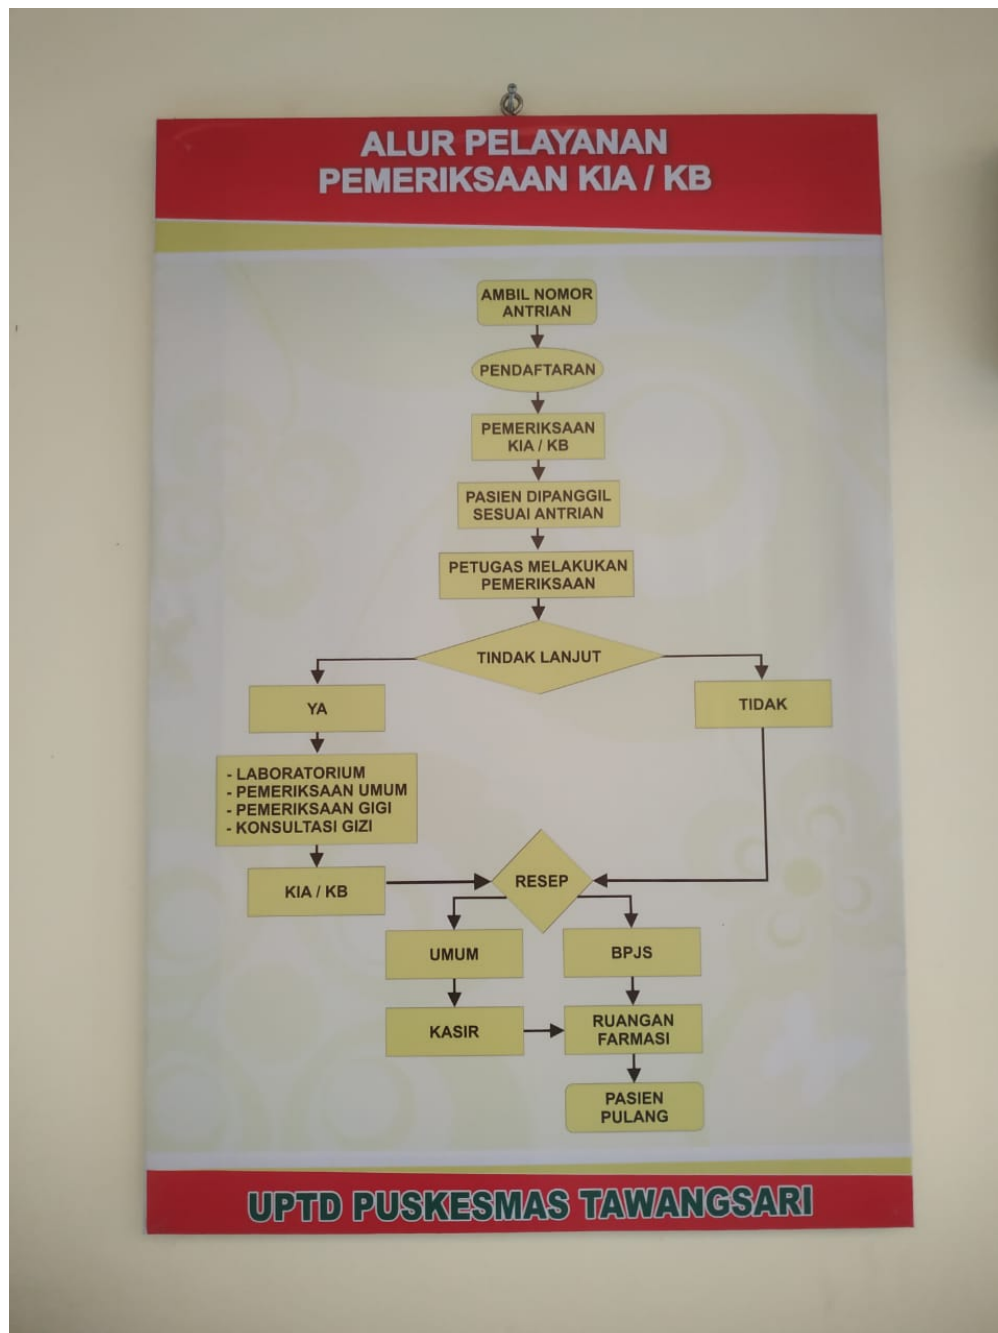 ALUR PELAYANAN
PEMERIKSAAN KIA / KB
AMBIL NOMOR
ANTRIAN
PENDAFTARAN
PEMERIKSAAN
KIA / KB
PASIEN DIPANGGIL
SESUAI ANTRIAN
PETUGAS MELAKUKAN
PEMERIKSAAN
TINDAK LANJUT
YA
TIDAK
- LABORATORIUM
- PEMERIKSAAN UMUM
- PEMERIKSAAN GIGI
- KONSULTASI GIZI
KIA / KB
RESEP
UMUM
BPJS
KASIR
RUANGAN
FARMASI
PASIEN
PULANG
UPTD PUSKESMAS TAWANGSARI